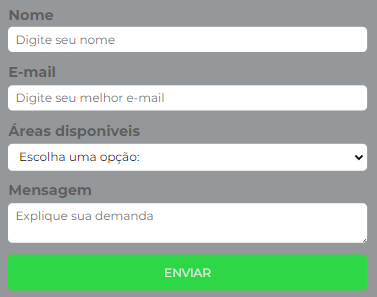 Nome
Digite seu nome
E-mail
Digite seu melhor e-mail
Áreas disponiveis
Escolha uma opção:
Mensagem
Explique sua demanda
ENVIAR